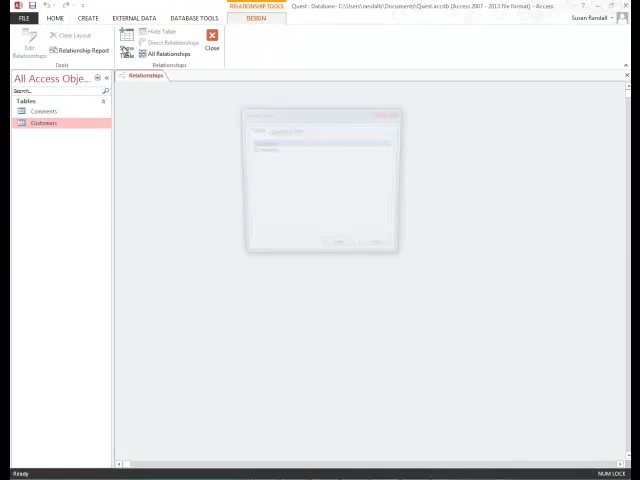 RELATIONSHIP TOOLS
Quest : Database- C:\Users\randalls\Documents\Quest.accdb (Access 2007 - 2013 file format) - Access
FILE
HOME
CREATE
EXTERNAL DATA
DATABASE TOOLS
DESIGN
Susan Randall
Edit
Relationships
Clear Layout
Relationship Report
Tools
Show
Table
Hide Table
Direct Relationships
All Relationships
Relationships
Close
All Access Obje...
Search...
Tables
Comments
Customers
Relationships
Ready
NUM LOCK